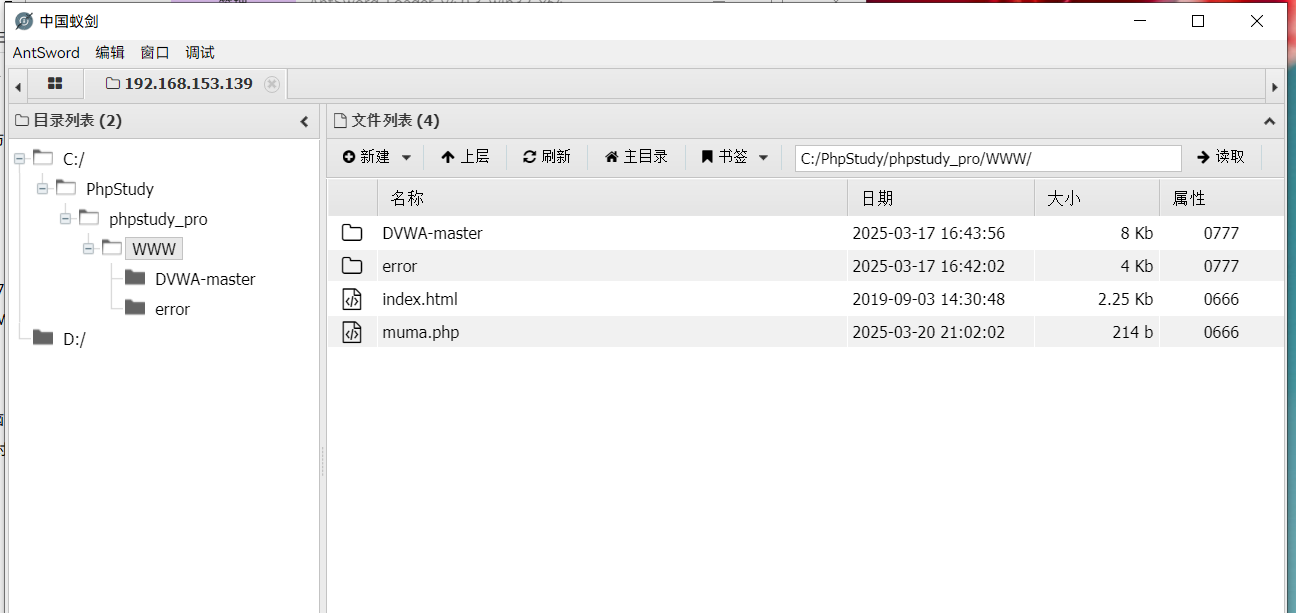 中国蚁剑
AntSword 编辑 窗口 调试
192.168.153.139
目录列表 (2)
C:/
PhpStudy
phpstudy_pro
WWW
DVWA-master
error
D:/
文件列表 (4)
新建 上层 刷新 主目录 书签 C:/PhpStudy/phpstudy_pro/WWW/ 读取
名称 日期 大小 属性
DVWA-master 2025-03-17 16:43:56 8 Kb 0777
error 2025-03-17 16:42:02 4 Kb 0777
index.html 2019-09-03 14:30:48 2.25 Kb 0666
muma.php 2025-03-20 21:02:02 214 b 0666